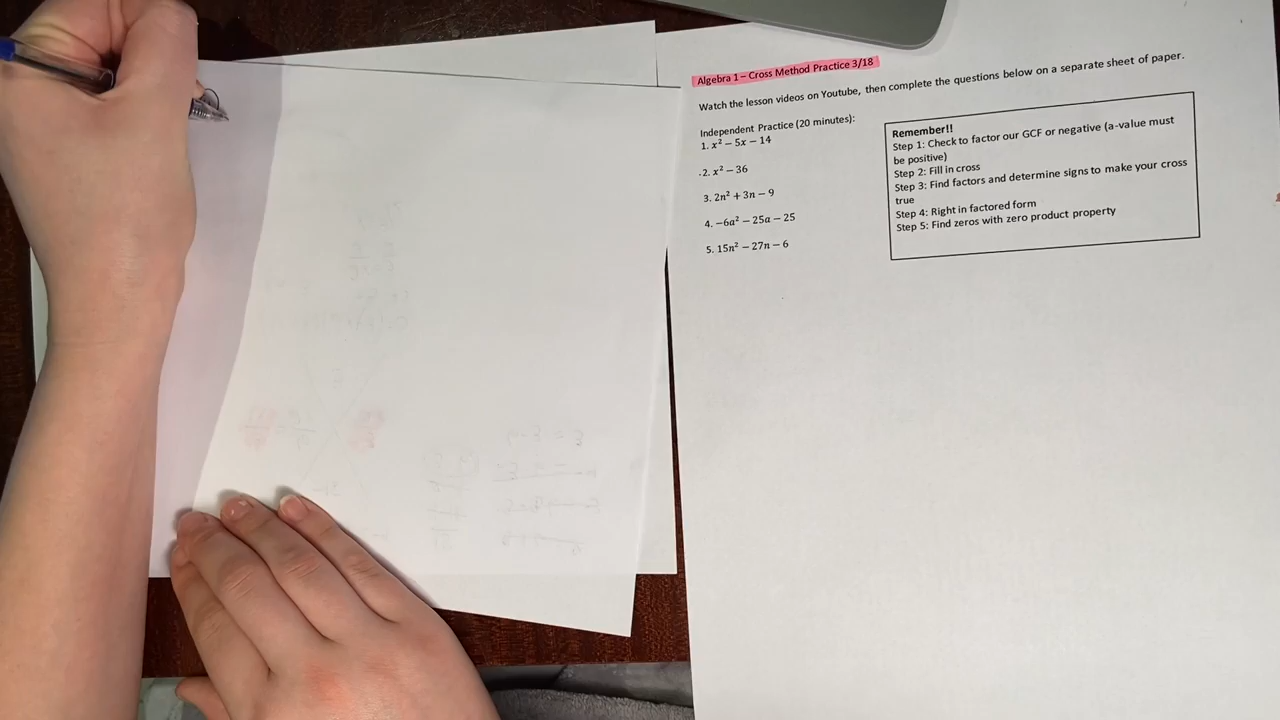 Algebra 1 – Cross Method Practice 3/18
Watch the lesson videos on Youtube, then complete the questions below on a separate sheet of paper.
Independent Practice (20 minutes):
1. x² − 5x − 14
2. x² − 36
3. 2n² + 3n − 9
4. −6a² − 25a − 25
5. 15n² − 27n − 6
Remember!!
Step 1: Check to factor our GCF or negative (a-value must
be positive)
Step 2: Fill in cross
Step 3: Find factors and determine signs to make your cross
true
Step 4: Right in factored form
Step 5: Find zeros with zero product property